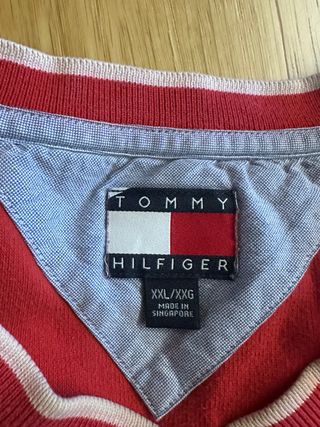 TOMMY
HILFIGER
XXL/XXG
MADE IN
SINGAPORE